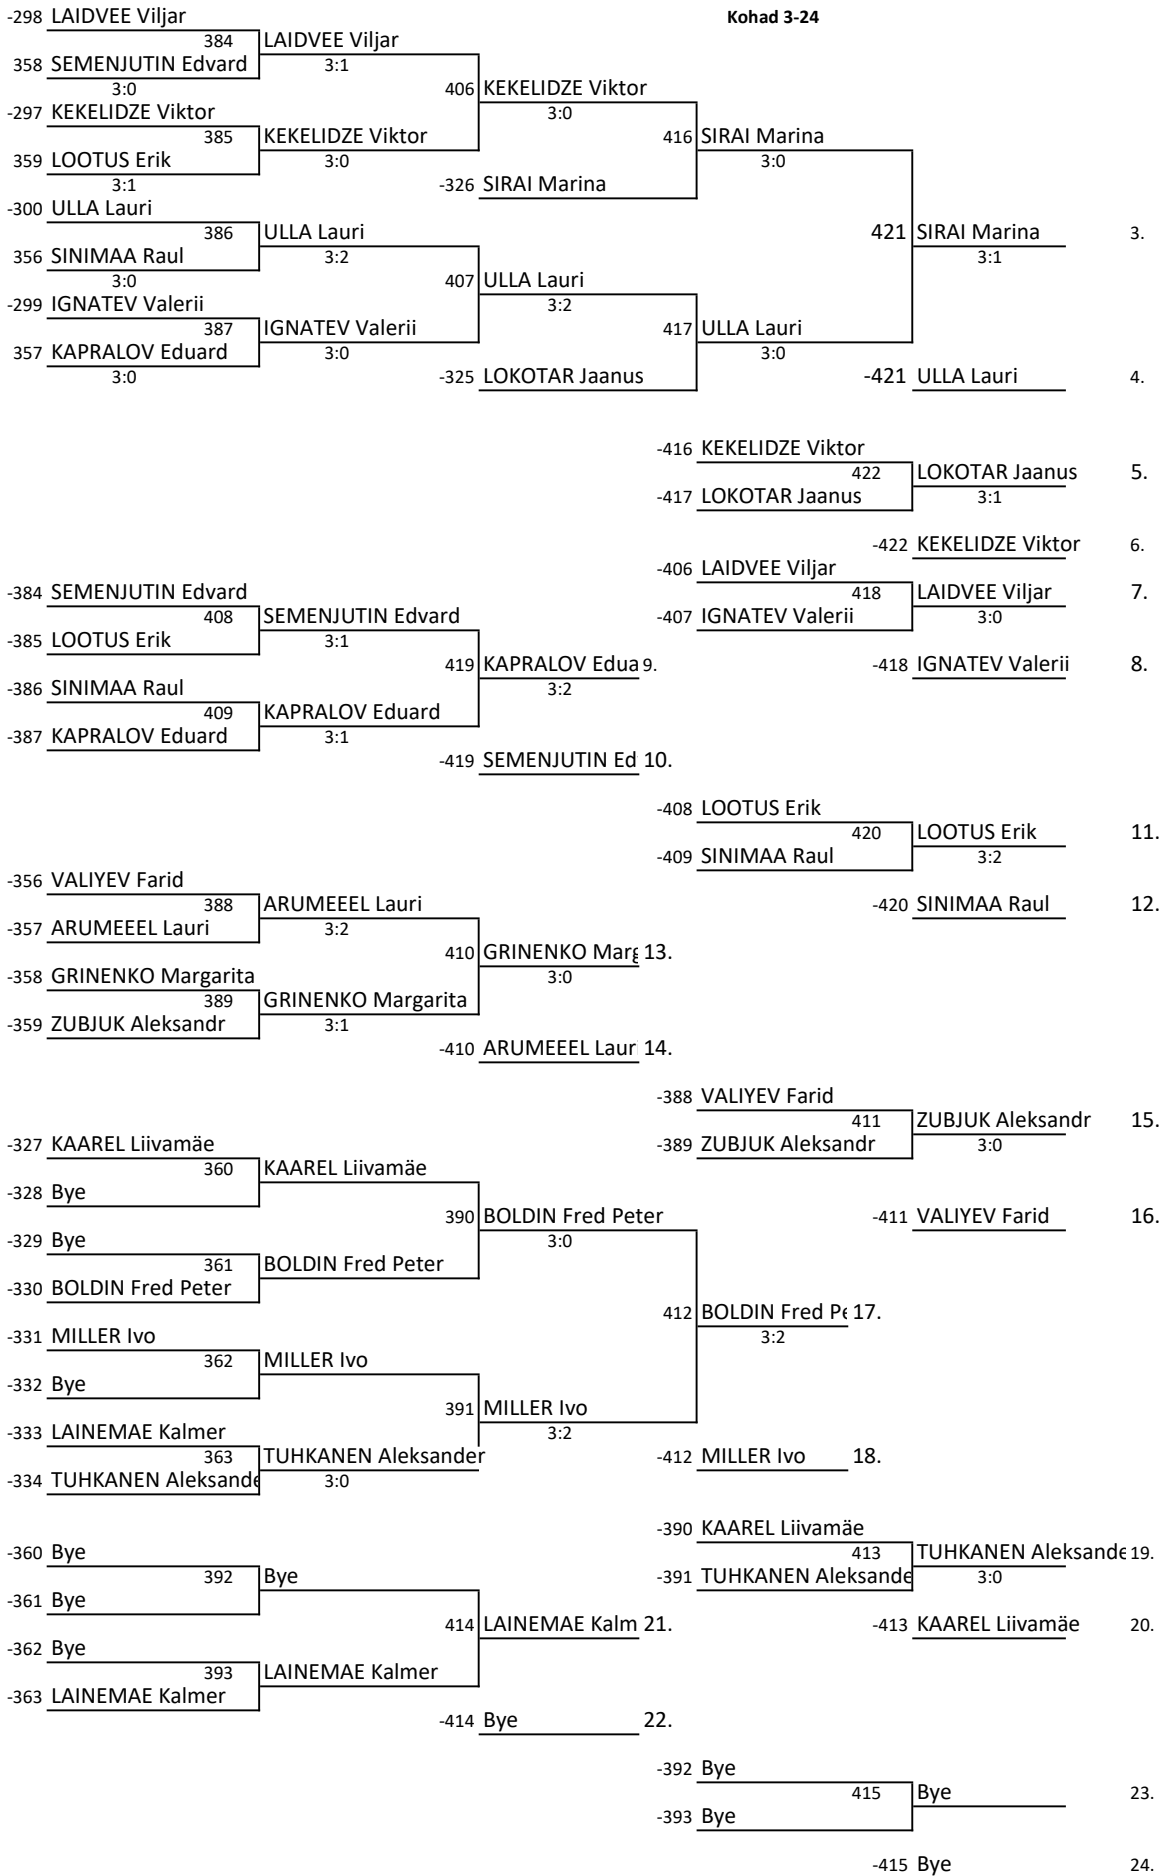 Kohad 3-24
-298 LAIDVEE Viljar
384 LAIDVEE Viljar
358 SEMENJUTIN Edvard 3:1
3:0 406 KEKELIDZE Viktor
-297 KEKELIDZE Viktor 3:0
385 KEKELIDZE Viktor 416 SIRAI Marina
359 LOOTUS Erik 3:0 3:0
3:1 -326 SIRAI Marina
-300 ULLA Lauri
386 ULLA Lauri 421 SIRAI Marina 3.
356 SINIMAA Raul 3:2 3:1
3:0 407 ULLA Lauri
-299 IGNATEV Valerii 3:2
387 IGNATEV Valerii 417 ULLA Lauri
357 KAPRALOV Eduard 3:0 3:0
3:0 -325 LOKOTAR Jaanus -421 ULLA Lauri 4.
-416 KEKELIDZE Viktor
422 LOKOTAR Jaanus 5.
-417 LOKOTAR Jaanus 3:1
-422 KEKELIDZE Viktor 6.
-406 LAIDVEE Viljar
-384 SEMENJUTIN Edvard 418 LAIDVEE Viljar 7.
408 SEMENJUTIN Edvard -407 IGNATEV Valerii 3:0
-385 LOOTUS Erik 3:1
419 KAPRALOV Edua 9. -418 IGNATEV Valerii 8.
-386 SINIMAA Raul 3:2
409 KAPRALOV Eduard
-387 KAPRALOV Eduard 3:1
-419 SEMENJUTIN Ed 10.
-408 LOOTUS Erik
420 LOOTUS Erik 11.
-409 SINIMAA Raul 3:2
-356 VALIYEV Farid
388 ARUMEEEL Lauri -420 SINIMAA Raul 12.
-357 ARUMEEEL Lauri 3:2
410 GRINENKO Marg 13.
-358 GRINENKO Margarita 3:0
389 GRINENKO Margarita
-359 ZUBJUK Aleksandr 3:1
-410 ARUMEEEL Laur 14.
-388 VALIYEV Farid
411 ZUBJUK Aleksandr 15.
-327 KAAREL Liivamäe -389 ZUBJUK Aleksandr 3:0
360 KAAREL Liivamäe
-328 Bye
390 BOLDIN Fred Peter -411 VALIYEV Farid 16.
-329 Bye 3:0
361 BOLDIN Fred Peter
-330 BOLDIN Fred Peter
412 BOLDIN Fred Pe 17.
-331 MILLER Ivo 3:2
362 MILLER Ivo
-332 Bye
391 MILLER Ivo
-333 LAINEMAE Kalmer 3:2
363 TUHKANEN Aleksander -412 MILLER Ivo 18.
-334 TUHKANEN Aleksande 3:0
-390 KAAREL Liivamäe
-360 Bye 413 TUHKANEN Aleksande 19.
392 Bye -391 TUHKANEN Aleksande 3:0
-361 Bye
414 LAINEMAE Kalm 21. -413 KAAREL Liivamäe 20.
-362 Bye
393 LAINEMAE Kalmer
-363 LAINEMAE Kalmer
-414 Bye 22.
-392 Bye
415 Bye 23.
-393 Bye
-415 Bye 24.